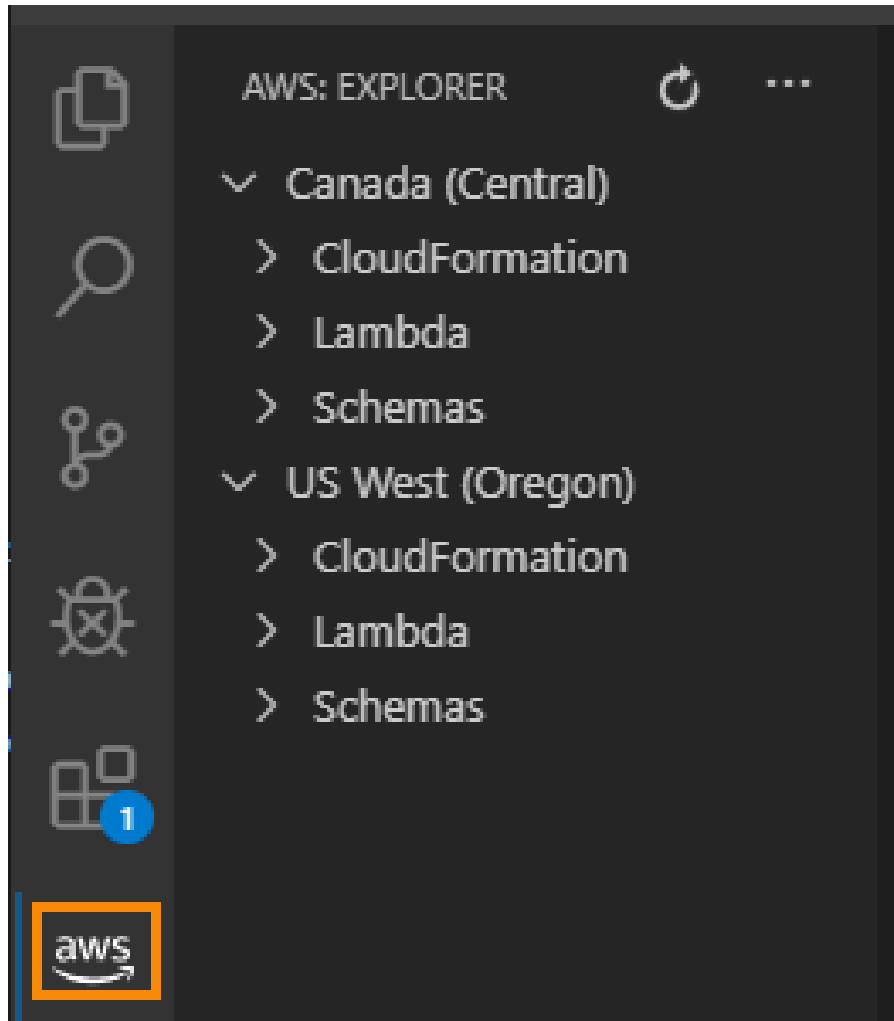 AWS: EXPLORER
Canada (Central)
CloudFormation
Lambda
Schemas
US West (Oregon)
CloudFormation
Lambda
Schemas
1
aws